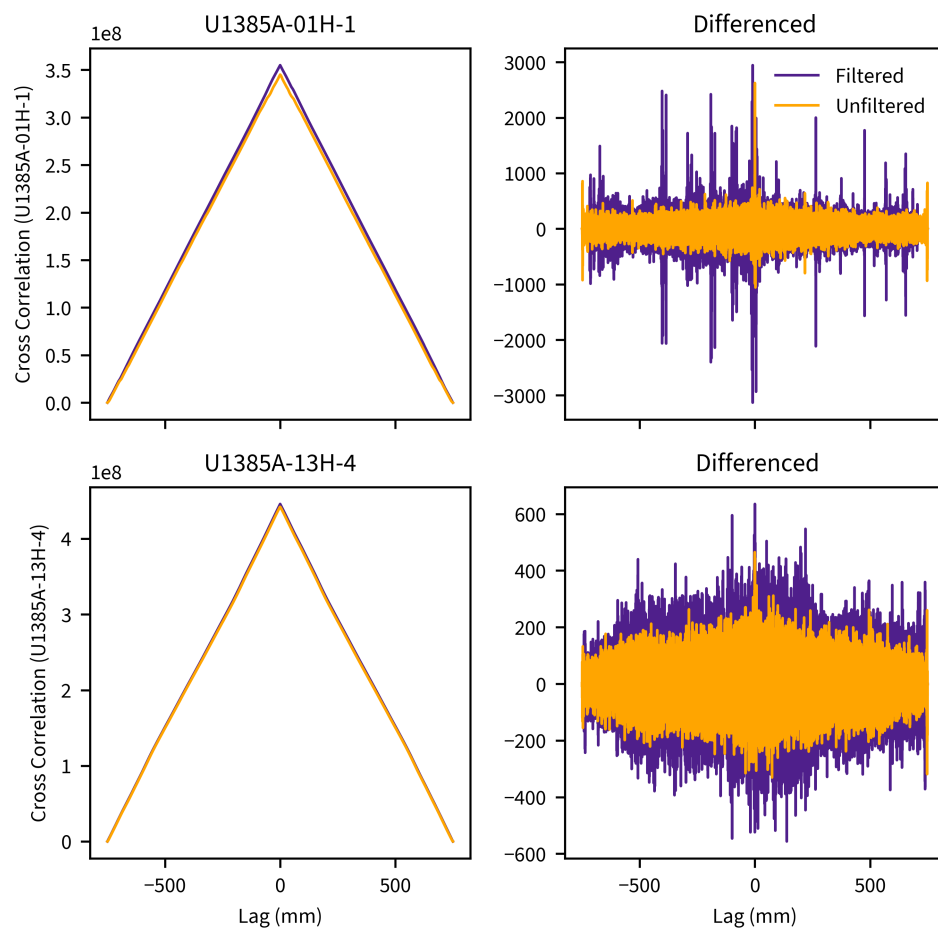 U1385A-01H-1
Differenced
1e8
Cross Correlation (U1385A-01H-1)
3.5
3.0
2.5
2.0
1.5
1.0
0.5
0.0
3000
2000
1000
0
−1000
−2000
−3000
Filtered
Unfiltered
U1385A-13H-4
Differenced
1e8
Cross Correlation (U1385A-13H-4)
4
3
2
1
0
−500
0
500
Lag (mm)
600
400
200
0
−200
−400
−600
−500
0
500
Lag (mm)